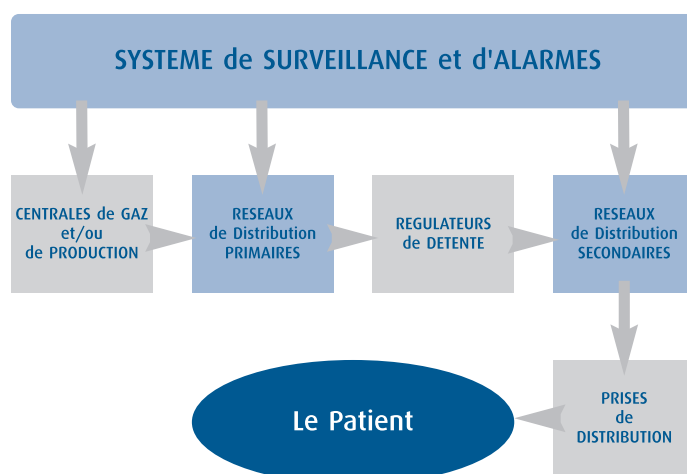 SYSTEME de SURVEILLANCE et d'ALARMES
CENTRALES de GAZ
et/ou
de PRODUCTION
RESEAUX
de Distribution
PRIMAIRES
REGULATEURS
de DETENTE
RESEAUX
de Distribution
SECONDAIRES
Le Patient
PRISES
de
DISTRIBUTION